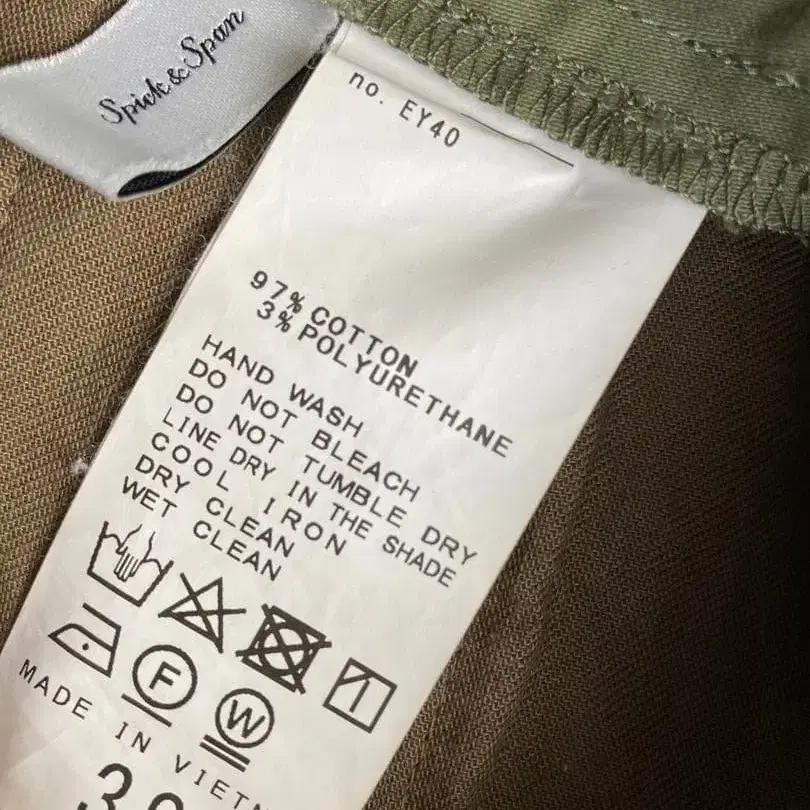 Spick & Span
no. EY40
97% COTTON
3% POLYURETHANE
HAND WASH
DO NOT BLEACH
DO NOT TUMBLE DRY
LINE DRY IN THE SHADE
COOL IRON
DRY CLEAN
WET CLEAN
F
W
MADE IN VIETN